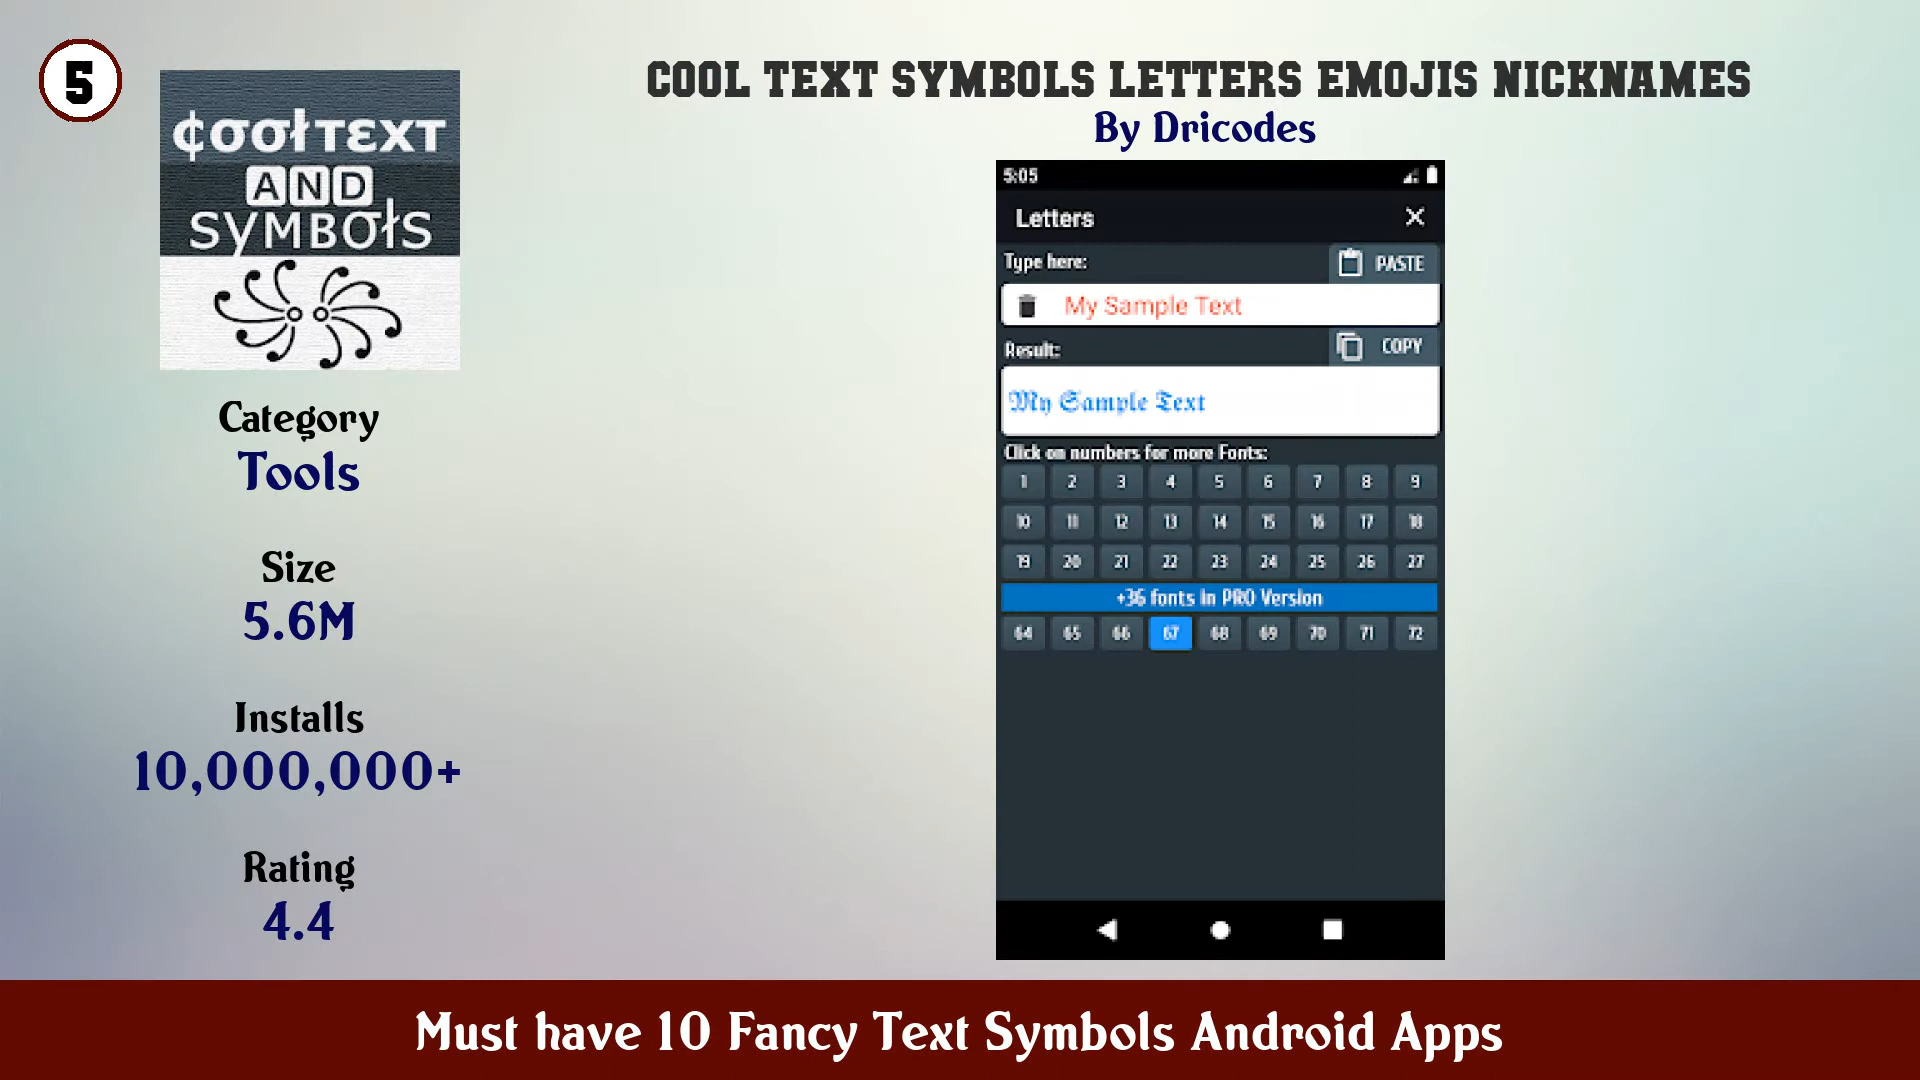 5
COOL TEXT SYMBOLS LETTERS EMOJIS NICKNAMES
By Dricodes
¢σσłтεxт
AND
SYMBσłS
Category
Tools
Size
5.6M
Installs
10,000,000+
Rating
4.4
5:05
Letters
Type here:
PASTE
My Sample Text
Result:
COPY
𝔐𝔶 𝔖𝔞𝔪𝔭𝔩𝔢 𝔗𝔢𝔵𝔱
Click on numbers for more Fonts:
1 2 3 4 5 6 7 8 9
10 11 12 13 14 15 16 17 18
19 20 21 22 23 24 25 26 27
+36 fonts in PRO Version
64 65 66 67 68 69 70 71 72
Must have 10 Fancy Text Symbols Android Apps